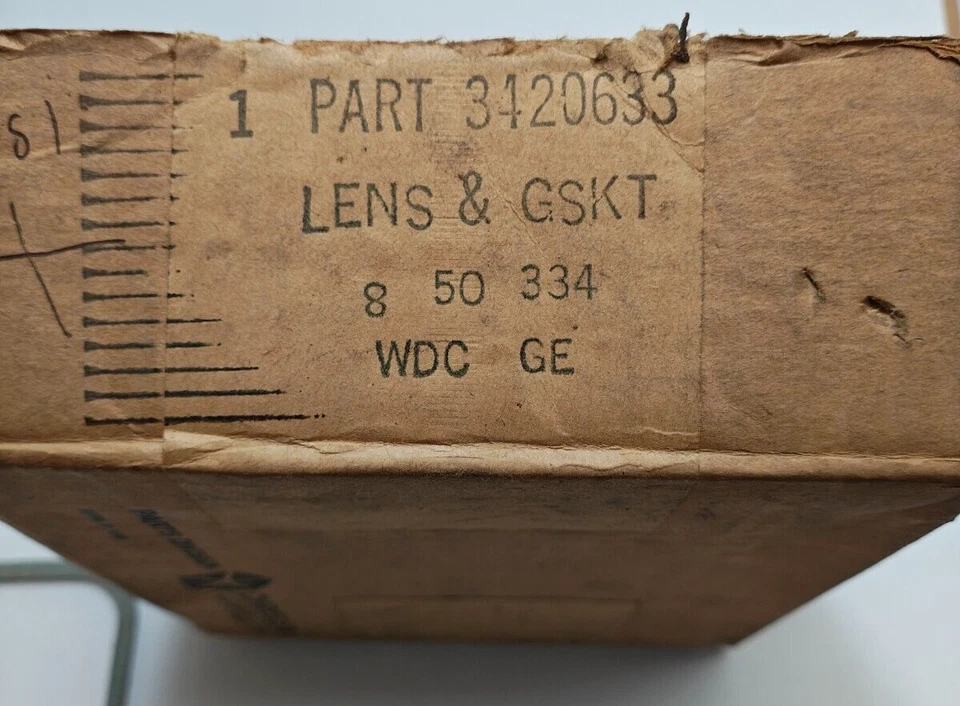 1 PART 3420633
LENS & GSKT
8 50 334
WDC GE